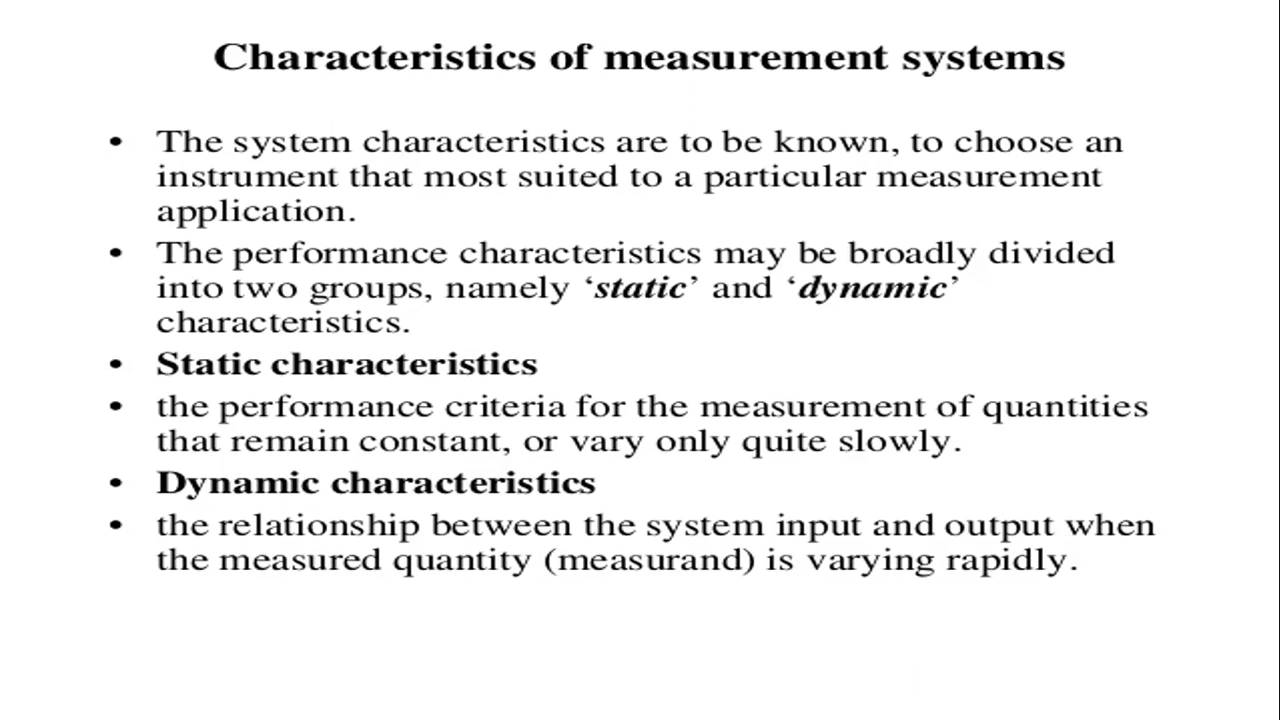 Characteristics of measurement systems
• The system characteristics are to be known, to choose an
instrument that most suited to a particular measurement
application.
• The performance characteristics may be broadly divided
into two groups, namely ‘static’ and ‘dynamic’
characteristics.
• Static characteristics
• the performance criteria for the measurement of quantities
that remain constant, or vary only quite slowly.
• Dynamic characteristics
• the relationship between the system input and output when
the measured quantity (measurand) is varying rapidly.